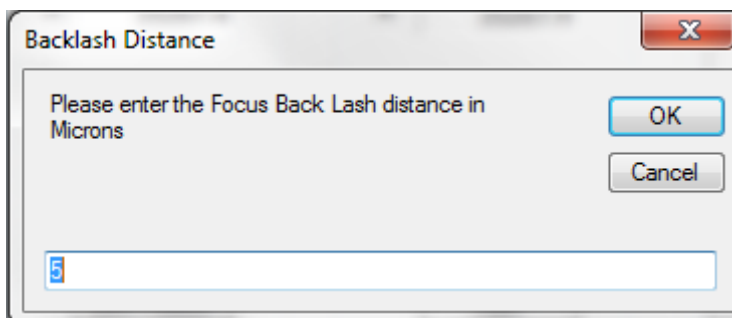 Backlash Distance
Please enter the Focus Back Lash distance in
Microns
OK
Cancel
5